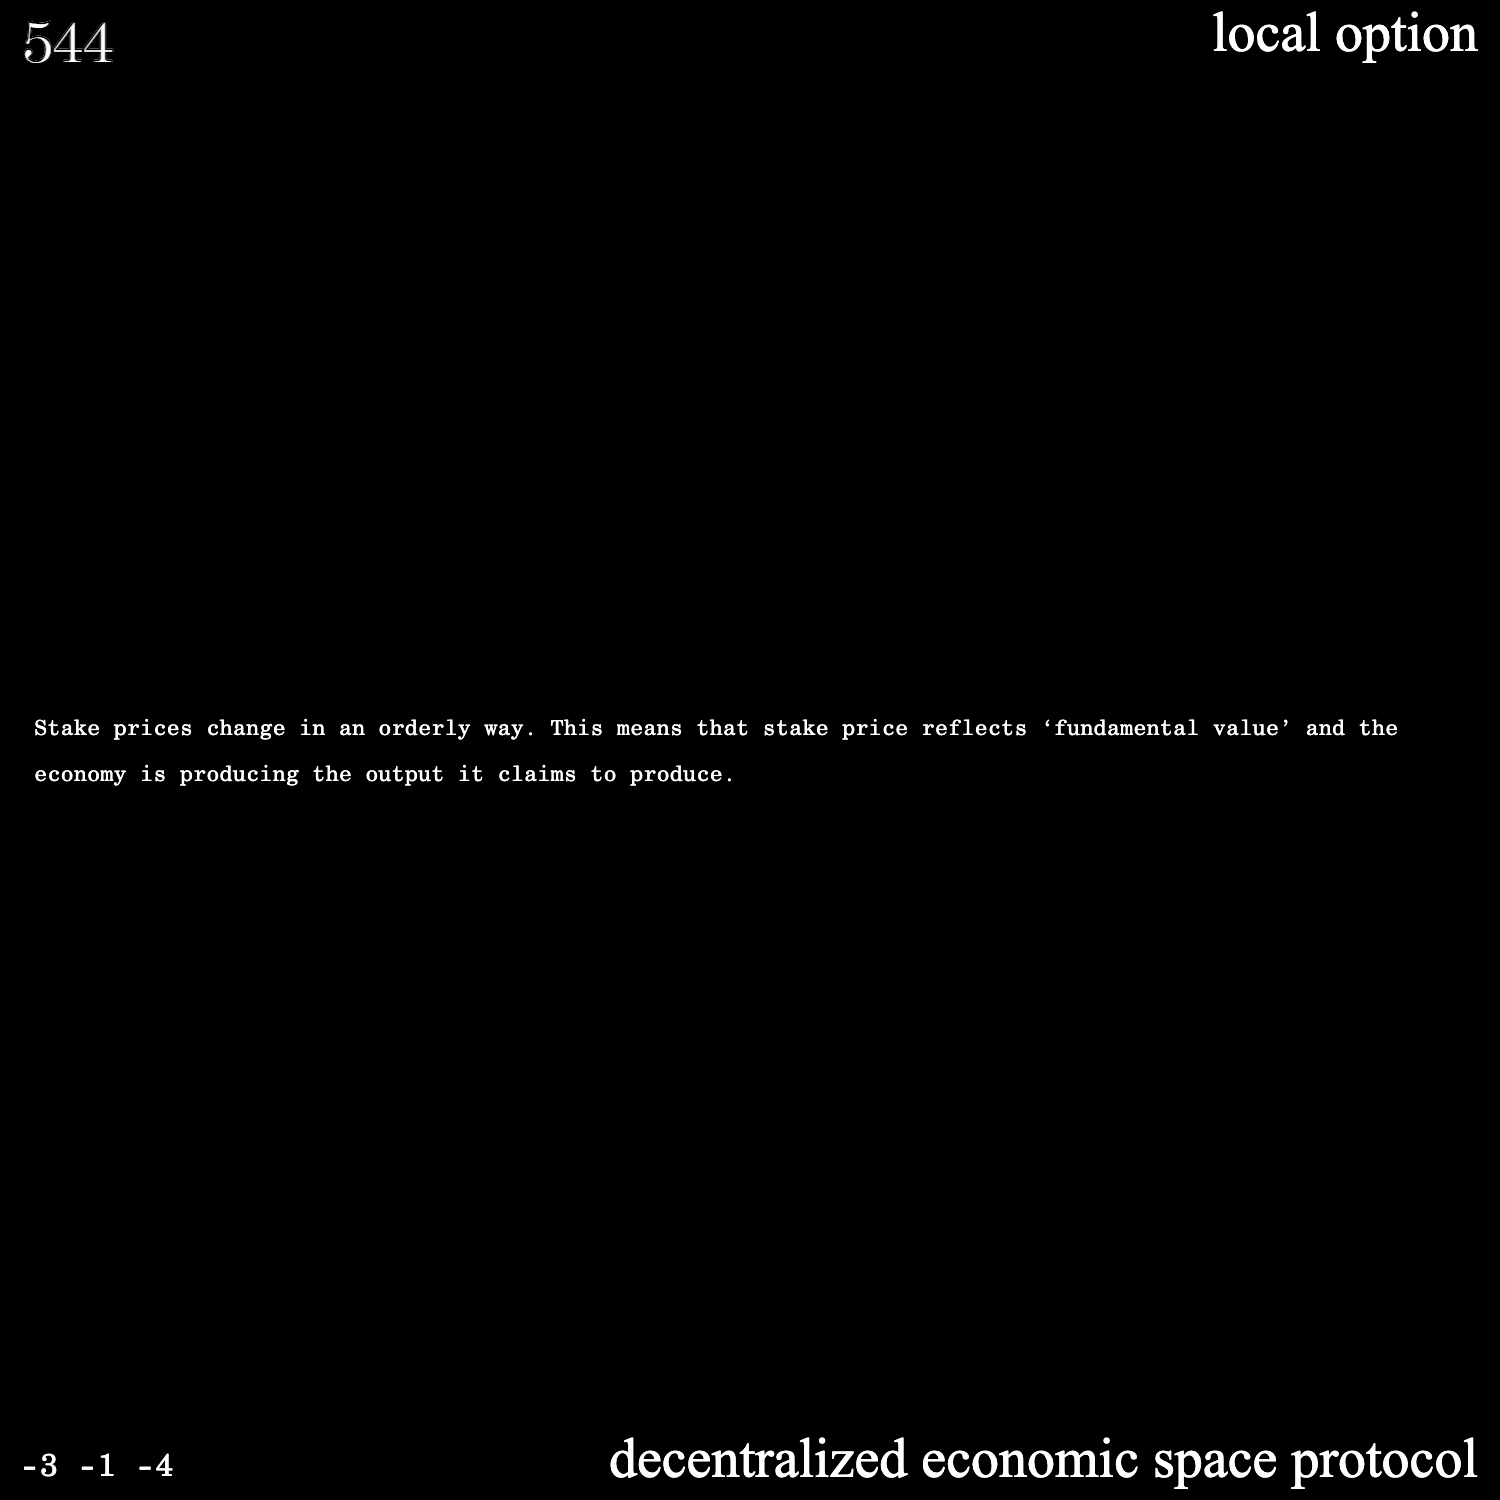 544
local option
Stake prices change in an orderly way. This means that stake price reflects ‘fundamental value’ and the
economy is producing the output it claims to produce.
-3 -1 -4
decentralized economic space protocol